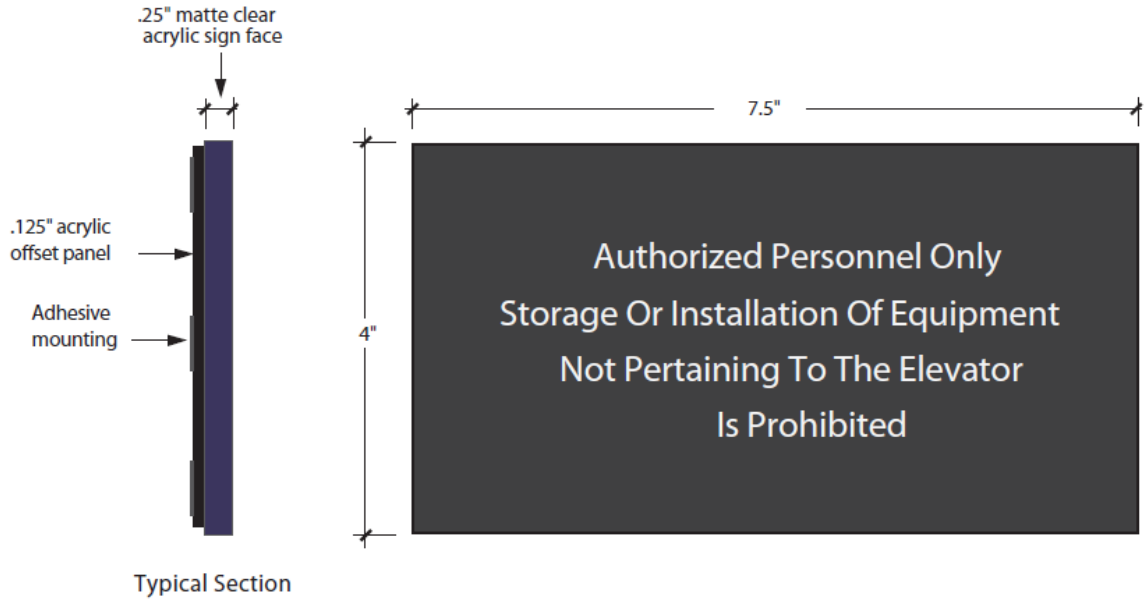 .25" matte clear
acrylic sign face
7.5"
.125" acrylic
offset panel
Adhesive
mounting
4"
Authorized Personnel Only
Storage Or Installation Of Equipment
Not Pertaining To The Elevator
Is Prohibited
Typical Section